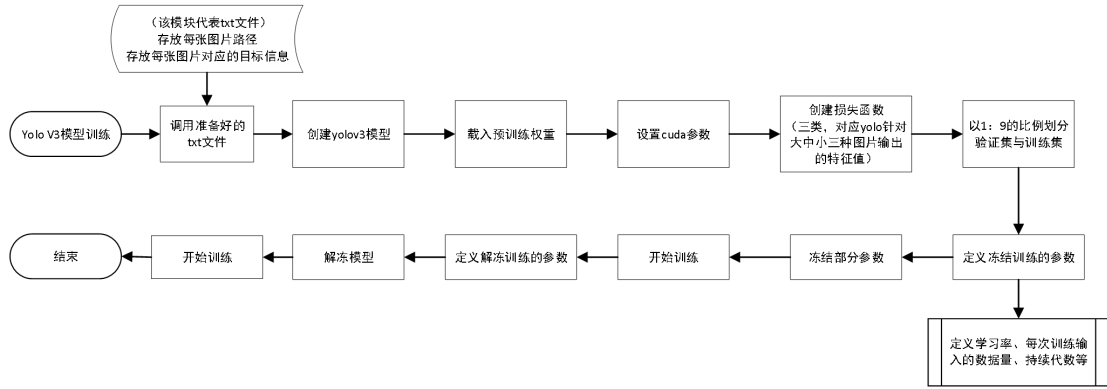 （该模块代表txt文件）
存放每张图片路径
存放每张图片对应的目标信息
Yolo V3模型训练
调用准备好的
txt文件
创建yolov3模型
载入预训练权重
设置cuda参数
创建损失函数
（三类，对应yolo针对
大中小三种图片输出
的特征值）
以1：9的比例划分
验证集与训练集
定义冻结训练的参数
定义学习率、每次训练输
入的数据量、持续代数等
冻结部分参数
开始训练
定义解冻训练的参数
解冻模型
开始训练
结束